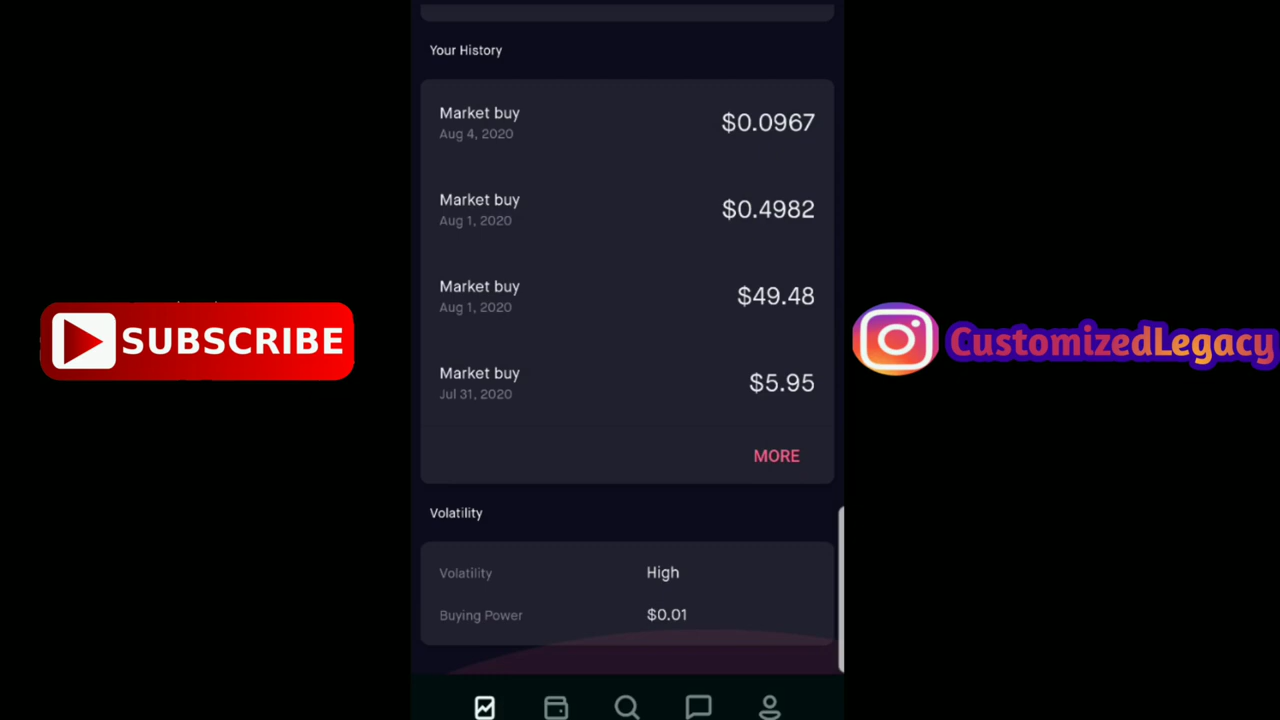 Your History
Market buy
$0.0967
Aug 4, 2020
Market buy
$0.4982
Aug 1, 2020
Market buy
$49.48
Aug 1, 2020
Market buy
$5.95
Jul 31, 2020
MORE
Volatility
Volatility High
Buying Power $0.01
SUBSCRIBE
CustomizedLegacy